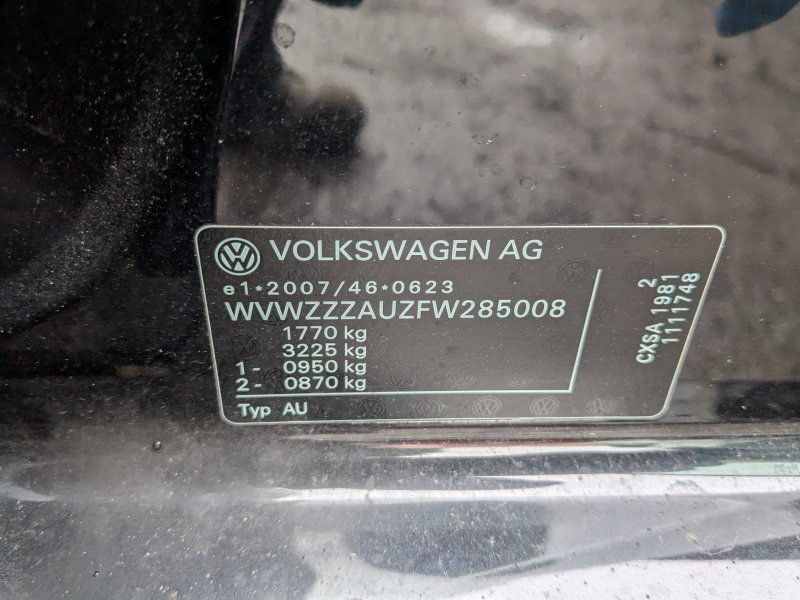 VOLKSWAGEN AG
e1*2007/46*0623
WVWZZZAUZFW285008
1770 kg
3225 kg
1- 0950 kg
2- 0870 kg
Typ AU
2
CXSA 1981
1111748